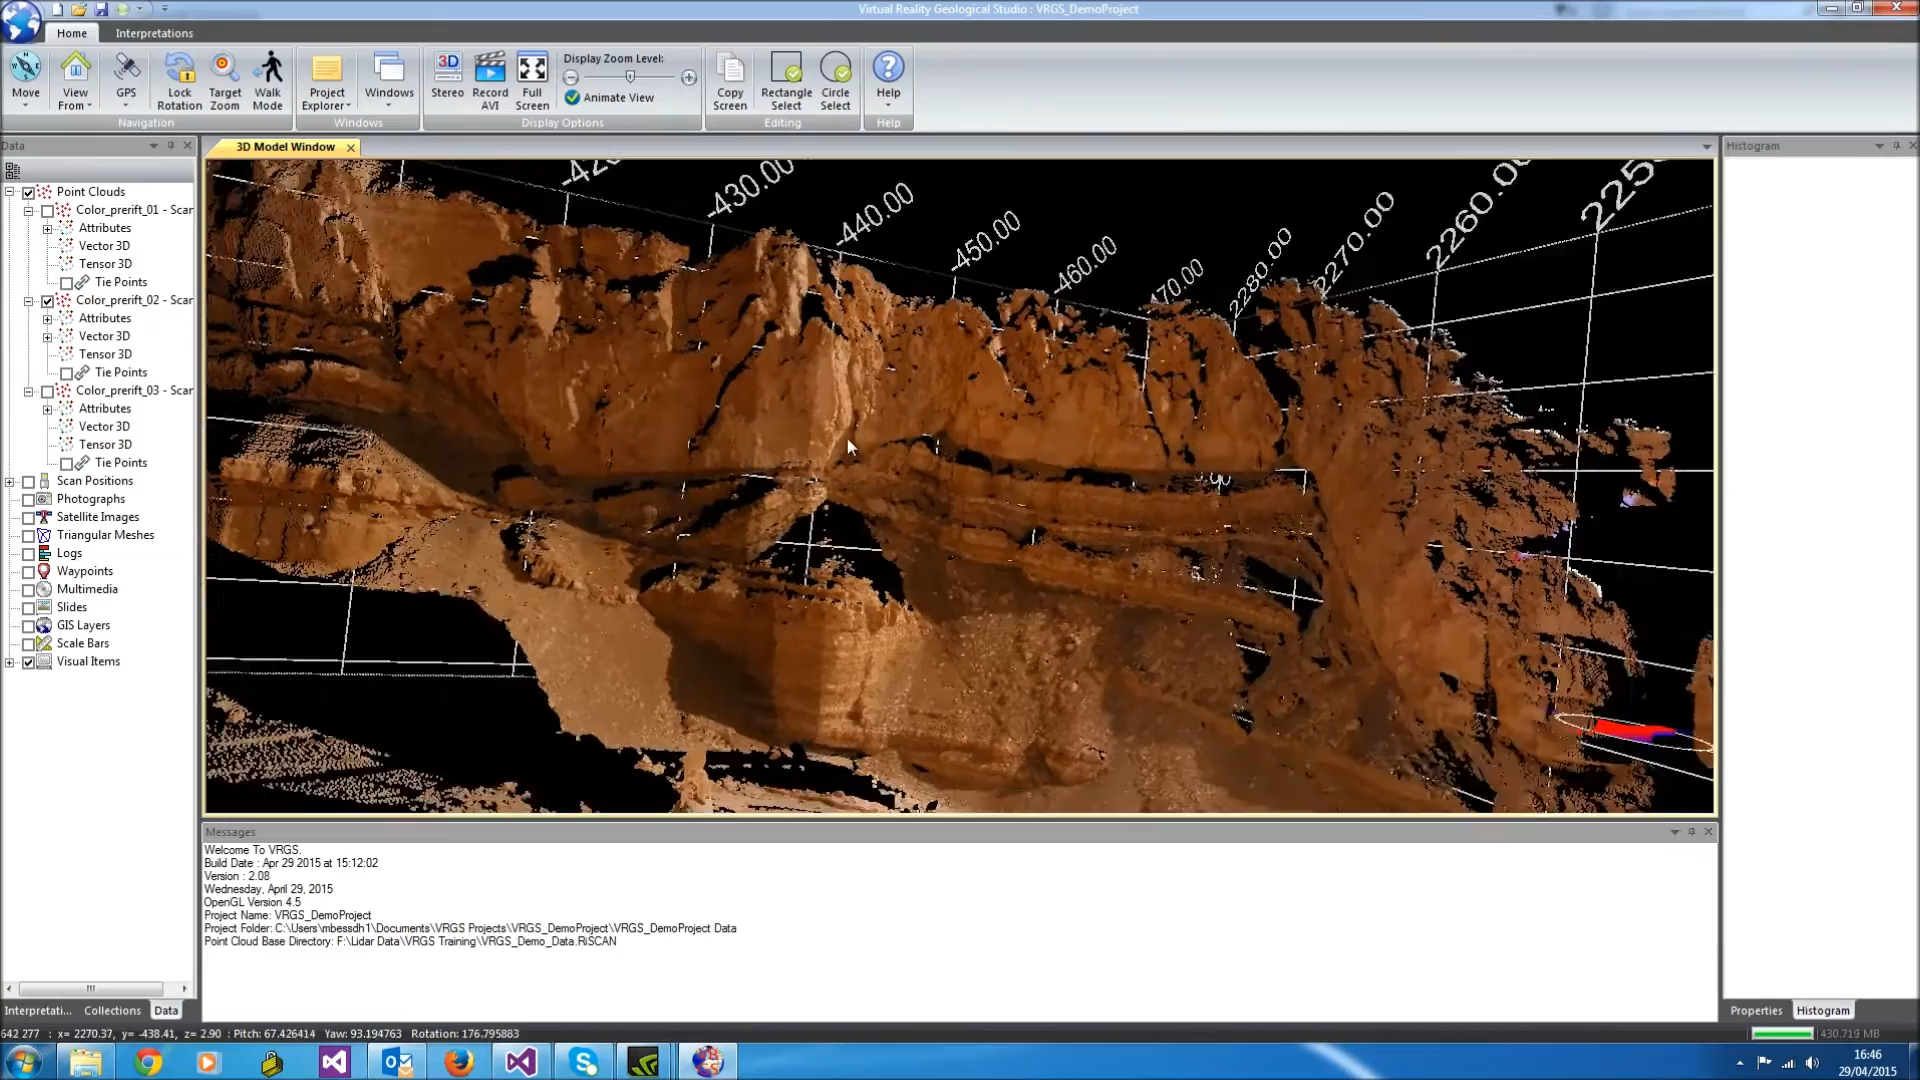 Virtual Reality Geological Studio : VRGS_DemoProject
Home
Interpretations
Move
View From
GPS
Lock Rotation
Target Zoom
Walk Mode
Navigation
Project Explorer
Windows
Windows
Stereo
Record AVI
Full Screen
Display Zoom Level:
Animate View
Display Options
Copy Screen
Rectangle Select
Circle Select
Editing
Help
Help
Data
3D Model Window
Histogram
Point Clouds
Color_prerift_01 - Scar
Attributes
Vector 3D
Tensor 3D
Tie Points
Color_prerift_02 - Scar
Attributes
Vector 3D
Tensor 3D
Tie Points
Color_prerift_03 - Scar
Attributes
Vector 3D
Tensor 3D
Tie Points
Scan Positions
Photographs
Satellite Images
Triangular Meshes
Logs
Waypoints
Multimedia
Slides
GIS Layers
Scale Bars
Visual Items
-430.00
-440.00
-450.00
-460.00
2280.00
2270.00
2260.00
Messages
Welcome To VRGS.
Build Date : Apr 29 2015 at 15:12:02
Version : 2.08
Wednesday, April 29, 2015
OpenGL Version 4.5
Project Name: VRGS_DemoProject
Project Folder: C:\Users\mbessdh1\Documents\VRGS Projects\VRGS_DemoProject\VRGS_DemoProject Data
Point Cloud Base Directory: F:\Lidar Data\VRGS Training\VRGS_Demo_Data.RiSCAN
Interpretati...
Collections
Data
Properties
Histogram
642 277 : x= 2270.37, y= -438.41, z= 2.90 : Pitch: 67.426414 Yaw: 93.194763 Rotation: 176.795883
430.719 MB
16:46
29/04/2015